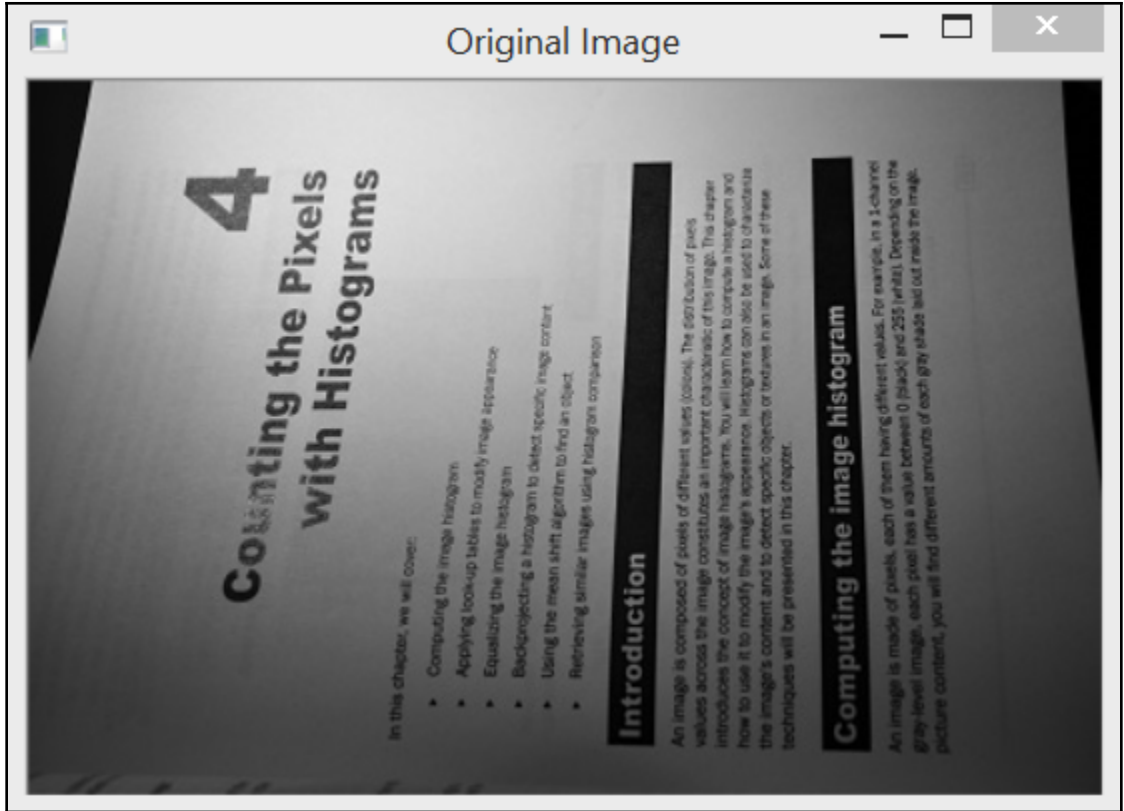 Original Image
4
Counting the Pixels
with Histograms
In this chapter, we will cover:
Computing the image histogram
Applying look-up tables to modify image appearance
Equalizing the image histogram
Backprojecting a histogram to detect specific image content
Using the mean shift algorithm to find an object
Retrieving similar images using histogram comparison
Introduction
An image is composed of pixels of different values (colors). The distribution of pixels
values across the image constitutes an important characteristic of this image. This chapter
introduces the concept of image histograms. You will learn how to compute a histogram and
how to use it to modify the image's appearance. Histograms can also be used to characterize
the image's content and to detect specific objects or textures in an image. Some of these
techniques will be presented in this chapter.
Computing the image histogram
An image is made of pixels, each of them having different values. For example, in a 1-channel
gray-level image, each pixel has a value between 0 (black) and 255 (white). Depending on the
picture content, you will find different amounts of each gray shade laid out inside the image.